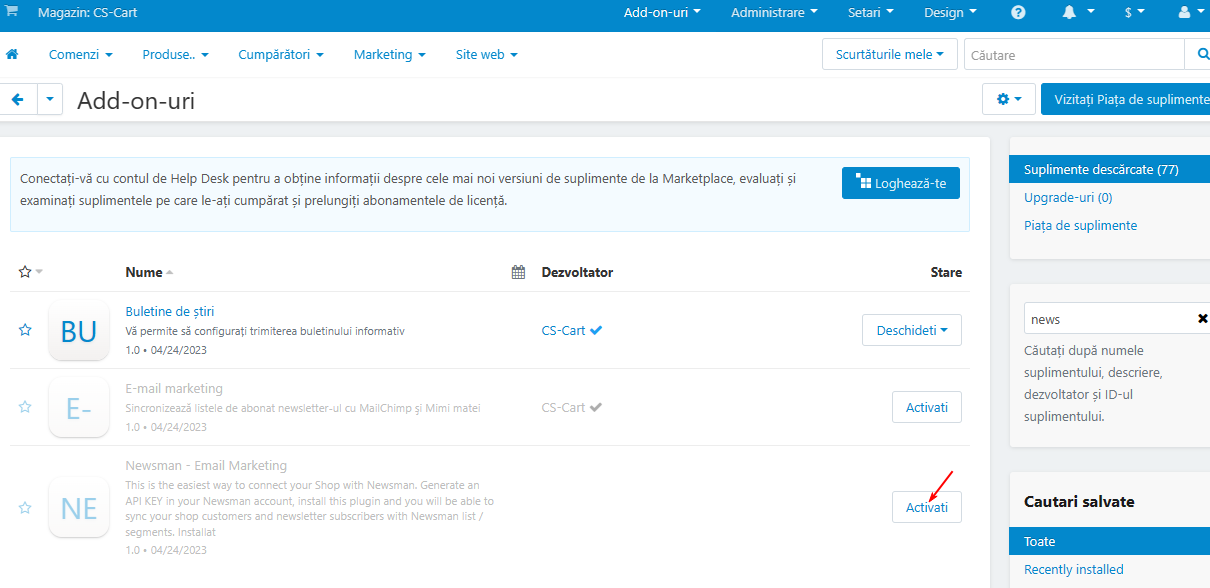 Magazin: CS-Cart
Add-on-uri
Administrare
Setari
Design
$
Comenzi
Produse..
Cumpărători
Marketing
Site web
Scurtăturile mele
Căutare
Add-on-uri
Vizitați Piața de suplimente
Conectați-vă cu contul de Help Desk pentru a obține informații despre cele mai noi versiuni de suplimente de la Marketplace, evaluați și
examinați suplimentele pe care le-ați cumpărat și prelungiți abonamentele de licență.
Loghează-te
Nume
Dezvoltator
Stare
BU
Buletine de știri
Vă permite să configurați trimiterea buletinului informativ
1.0 • 04/24/2023
CS-Cart
Deschideti
E-
E-mail marketing
Sincronizează listele de abonat newsletter-ul cu MailChimp şi Mimi matei
1.0 • 04/24/2023
CS-Cart
Activati
NE
Newsman - Email Marketing
This is the easiest way to connect your Shop with Newsman. Generate an
API KEY in your Newsman account, install this plugin and you will be able to
sync your shop customers and newsletter subscribers with Newsman list /
segments. Installat
1.0 • 04/24/2023
Activati
Suplimente descărcate (77)
Upgrade-uri (0)
Piața de suplimente
news
Căutați după numele
suplimentului, descriere,
dezvoltator și ID-ul
suplimentului.
Cautari salvate
Toate
Recently installed